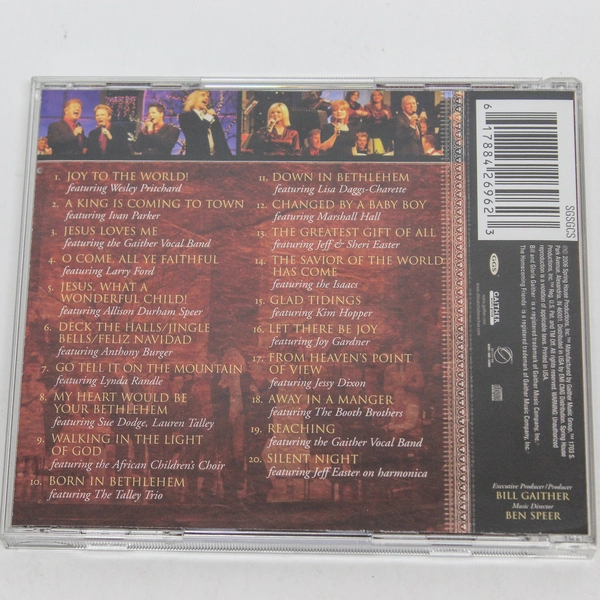 1. JOY TO THE WORLD!
featuring Wesley Pritchard
2. A KING IS COMING TO TOWN
featuring Ivan Parker
3. JESUS LOVES ME
featuring the Gaither Vocal Band
4. O COME, ALL YE FAITHFUL
featuring Larry Ford
5. JESUS, WHAT A
WONDERFUL CHILD!
featuring Allison Durham Speer
6. DECK THE HALLS/JINGLE
BELLS/FELIZ NAVIDAD
featuring Anthony Burger
7. GO TELL IT ON THE MOUNTAIN
featuring Lynda Randle
8. MY HEART WOULD BE
YOUR BETHLEHEM
featuring Sue Dodge, Lauren Talley
9. WALKING IN THE LIGHT
OF GOD
featuring the African Children's Choir
10. BORN IN BETHLEHEM
featuring The Talley Trio
11. DOWN IN BETHLEHEM
featuring Lisa Daggs-Charette
12. CHANGED BY A BABY BOY
featuring Marshall Hall
13. THE GREATEST GIFT OF ALL
featuring Jeff & Sheri Easter
14. THE SAVIOR OF THE WORLD
HAS COME
featuring the Isaacs
15. GLAD TIDINGS
featuring Kim Hopper
16. LET THERE BE JOY
featuring Joy Gardner
17. FROM HEAVEN'S POINT
OF VIEW
featuring Jessy Dixon
18. AWAY IN A MANGER
featuring The Booth Brothers
19. REACHING
featuring the Gaither Vocal Band
20. SILENT NIGHT
featuring Jeff Easter on harmonica
6 17884 26962 3
SGSGCS
GAITHER
Executive Producer/Producer
BILL GAITHER
Music Director
BEN SPEER